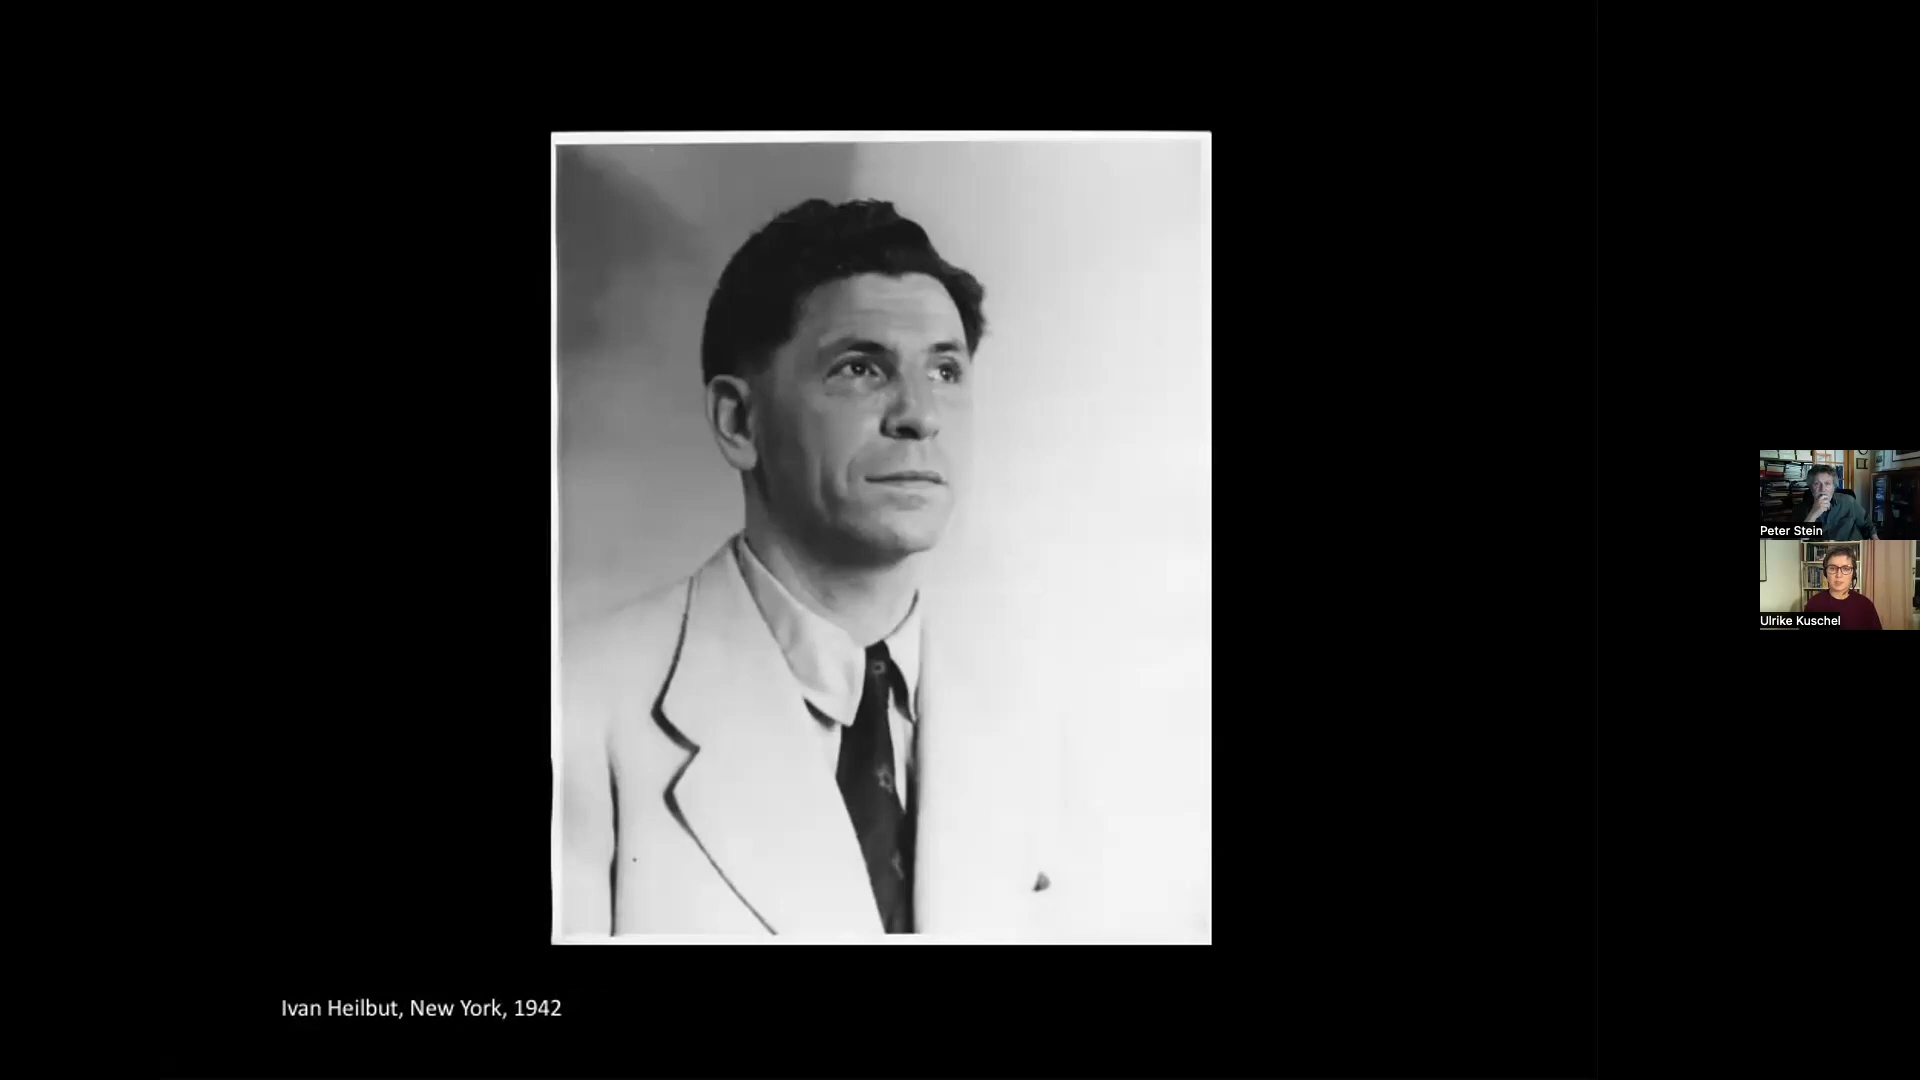 Peter Stein
Ulrike Kuschel
Ivan Heilbut, New York, 1942